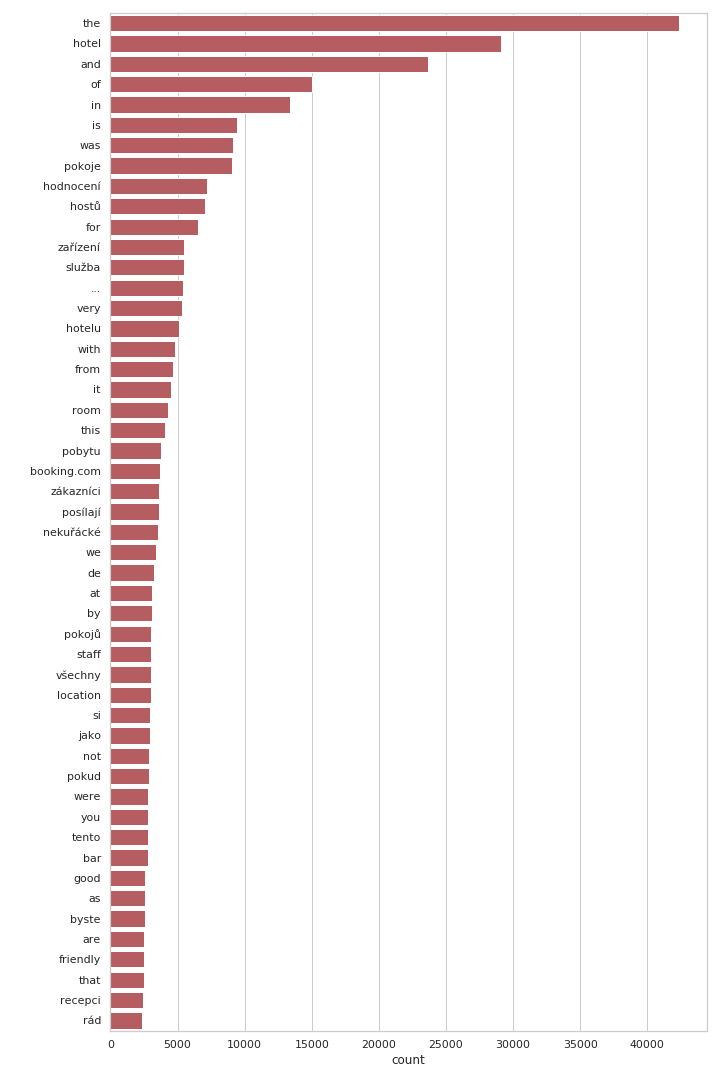 the
hotel
and
of
in
is
was
pokoje
hodnocení
hostů
for
zařízení
služba
...
very
hotelu
with
from
it
room
this
pobytu
booking.com
zákazníci
posílají
nekuřácké
we
de
at
by
pokojů
staff
všechny
location
si
jako
not
pokud
were
you
tento
bar
good
as
byste
are
friendly
that
recepci
rád
0 5000 10000 15000 20000 25000 30000 35000 40000
count